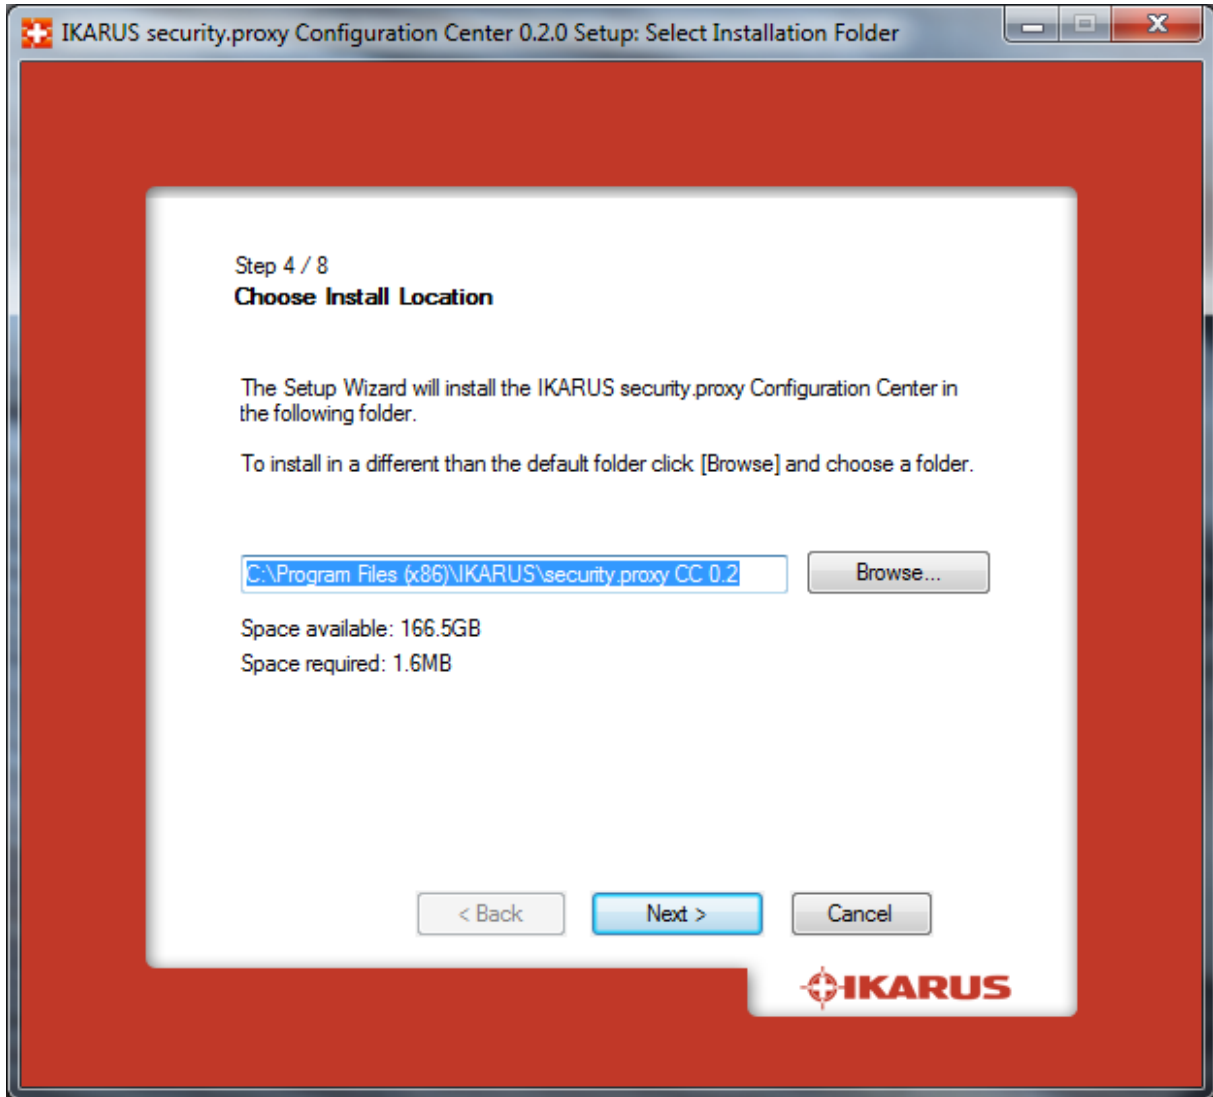 IKARUS security.proxy Configuration Center 0.2.0 Setup: Select Installation Folder
Step 4 / 8
Choose Install Location
The Setup Wizard will install the IKARUS security.proxy Configuration Center in
the following folder.
To install in a different than the default folder click [Browse] and choose a folder.
C:\Program Files (x86)\IKARUS\security.proxy CC 0.2
Browse...
Space available: 166.5GB
Space required: 1.6MB
< Back
Next >
Cancel
IKARUS